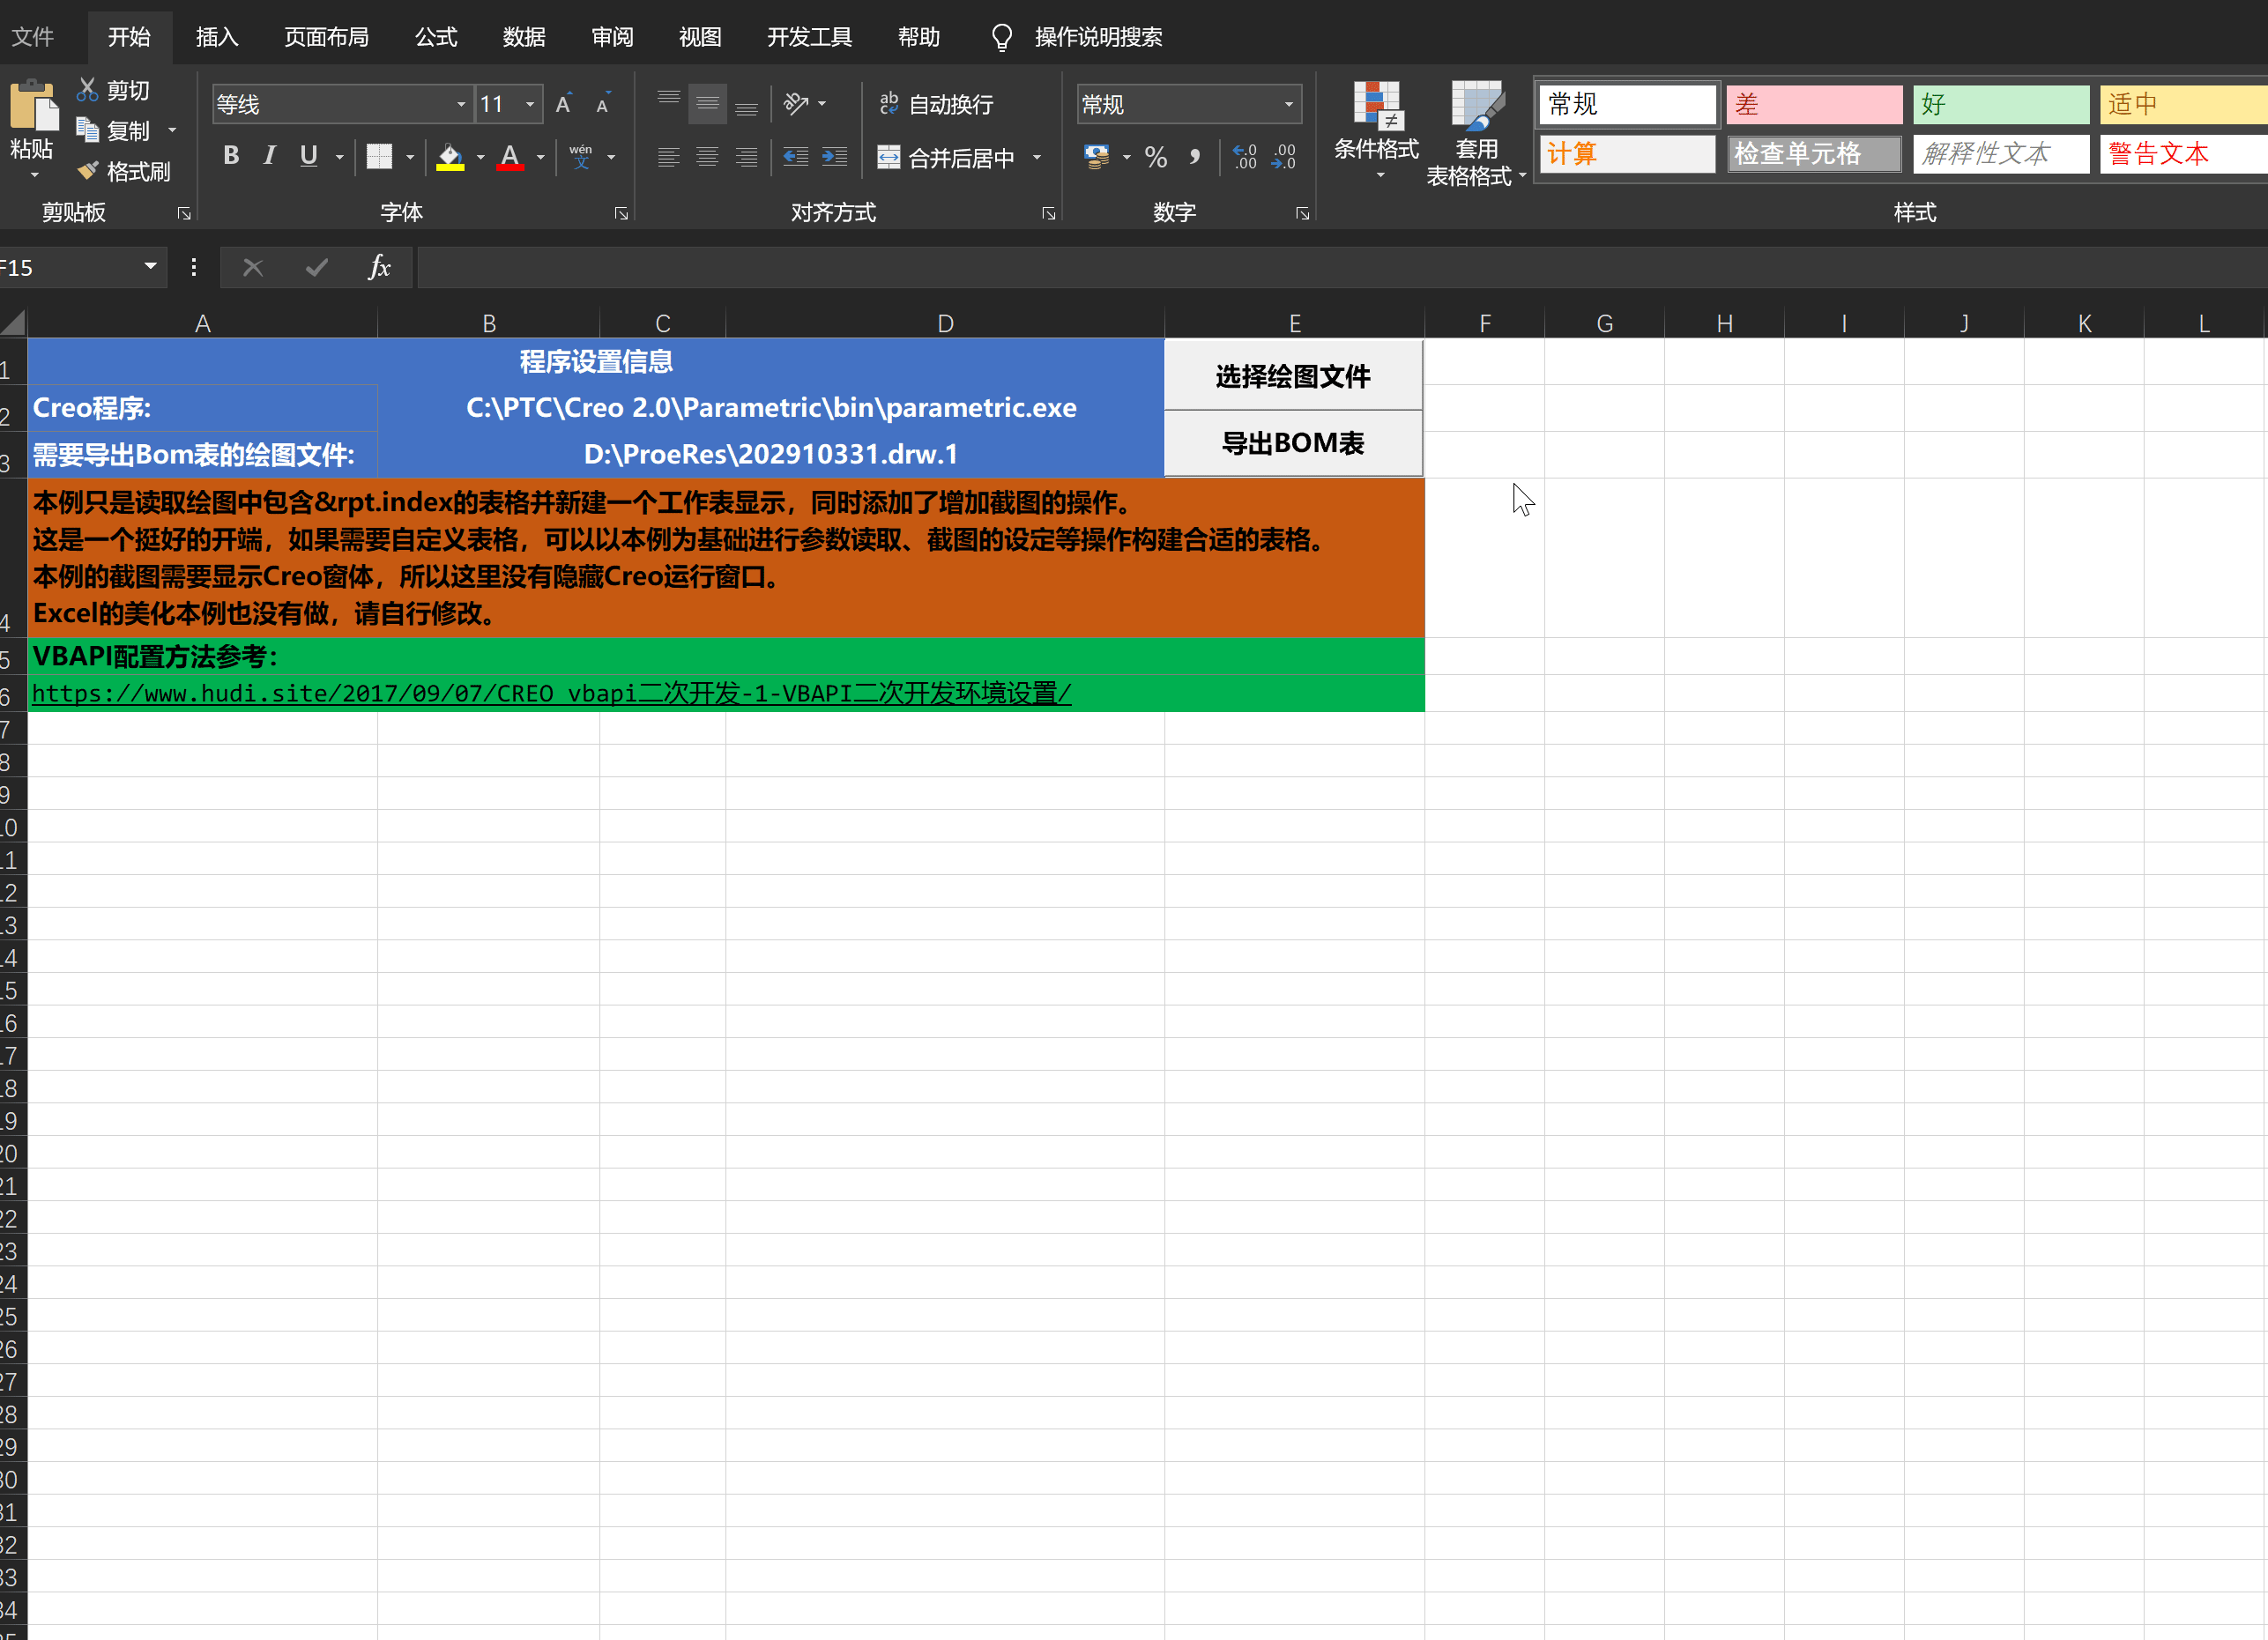 文件 开始 插入 页面布局 公式 数据 审阅 视图 开发工具 帮助 操作说明搜索
粘贴
剪切
复制
格式刷
剪贴板
等线 11 A A
B I U A wén 文
字体
ab 自动换行
合并后居中
对齐方式
常规
% , .0 .00 .00 .0
数字
条件格式
套用
表格格式
常规 差 好 适中
计算 检查单元格 解释性文本 警告文本
样式
F15 fx
A B C D E F G H I J K L
1 程序设置信息 选择绘图文件
2 Creo程序: C:\PTC\Creo 2.0\Parametric\bin\parametric.exe
3 需要导出Bom表的绘图文件: D:\ProeRes\202910331.drw.1 导出BOM表
本例只是读取绘图中包含&rpt.index的表格并新建一个工作表显示，同时添加了增加截图的操作。
这是一个挺好的开端，如果需要自定义表格，可以以本例为基础进行参数读取、截图的设定等操作构建合适的表格。
本例的截图需要显示Creo窗体，所以这里没有隐藏Creo运行窗口。
4 Excel的美化本例也没有做，请自行修改。
5 VBAPI配置方法参考：
6 https://www.hudi.site/2017/09/07/CREO vbapi二次开发-1-VBAPI二次开发环境设置/
7
8
9
10
11
12
13
14
15
16
17
18
19
20
21
22
23
24
25
26
27
28
29
30
31
32
33
34
35